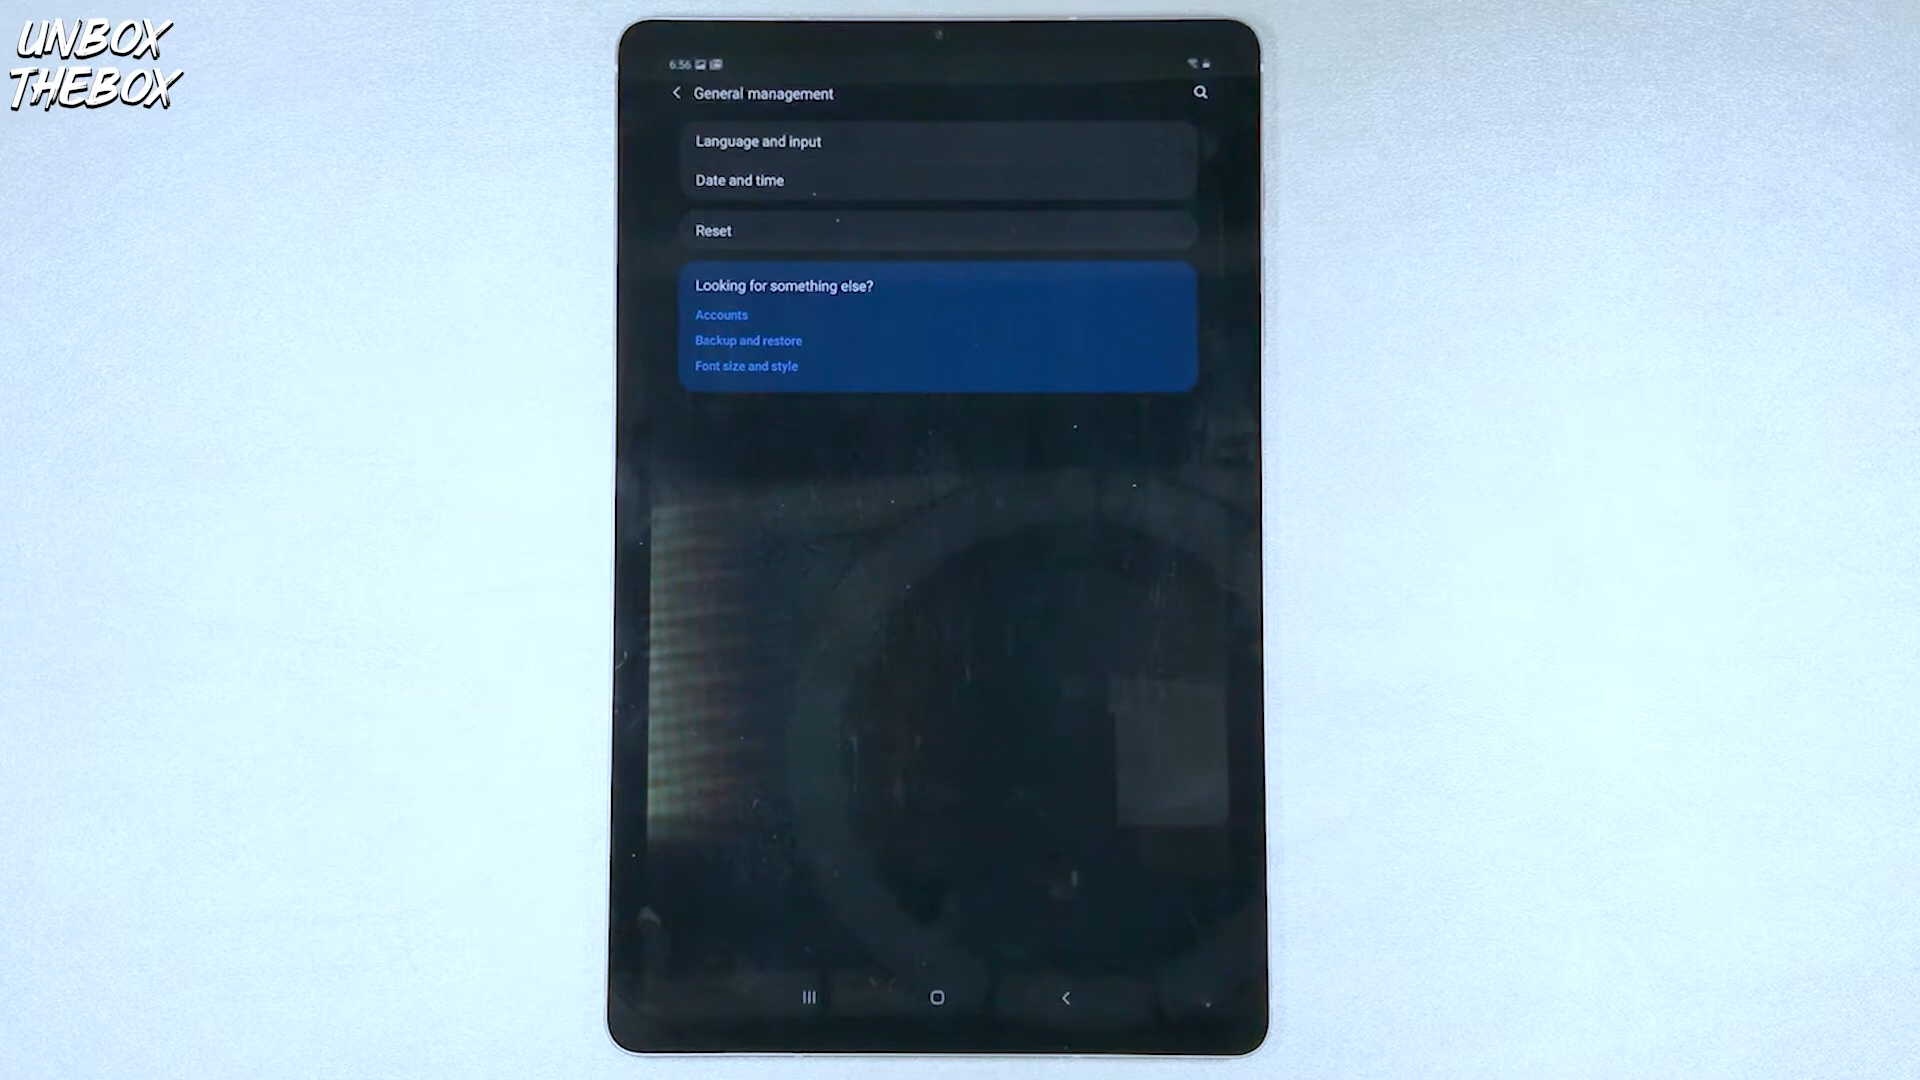 UNBOX
THEBOX
6:56
General management
Language and input
Date and time
Reset
Looking for something else?
Accounts
Backup and restore
Font size and style